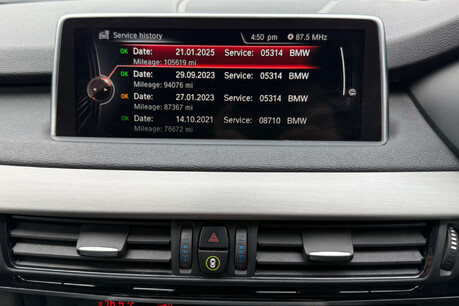 Service history 4:50 pm 87.5 MHz
OK Date: 21.01.2025 Service: 05314 BMW
Mileage: 105619 mi
OK Date: 29.09.2023 Service: 05314 BMW
Mileage: 94076 mi
OK Date: 27.01.2023 Service: 05314 BMW
Mileage: 87367 mi
OK Date: 14.10.2021 Service: 08710 BMW
Mileage: 76672 mi
16.5